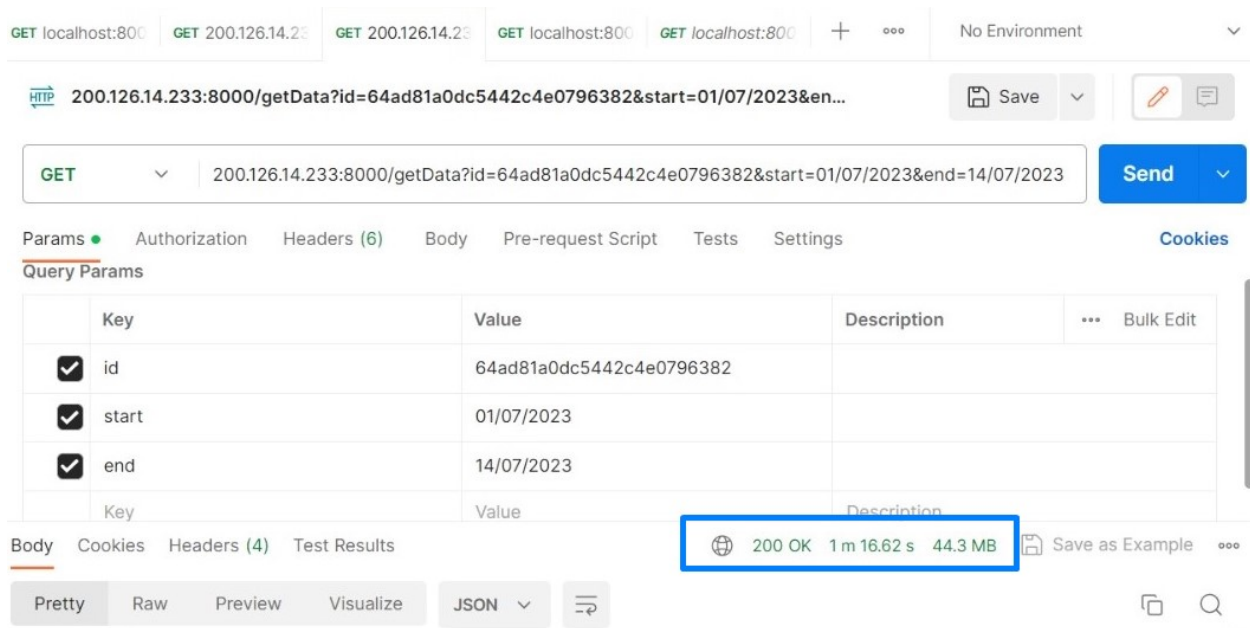 GET localhost:800 GET 200.126.14.23 GET 200.126.14.23 GET localhost:800 GET localhost:800 No Environment
HTTP 200.126.14.233:8000/getData?id=64ad81a0dc5442c4e0796382&start=01/07/2023&en... Save
GET 200.126.14.233:8000/getData?id=64ad81a0dc5442c4e0796382&start=01/07/2023&end=14/07/2023 Send
Params Authorization Headers (6) Body Pre-request Script Tests Settings Cookies
Query Params
Key Value Description ••• Bulk Edit
id 64ad81a0dc5442c4e0796382
start 01/07/2023
end 14/07/2023
Key Value Description
Body Cookies Headers (4) Test Results 200 OK 1 m 16.62 s 44.3 MB Save as Example
Pretty Raw Preview Visualize JSON